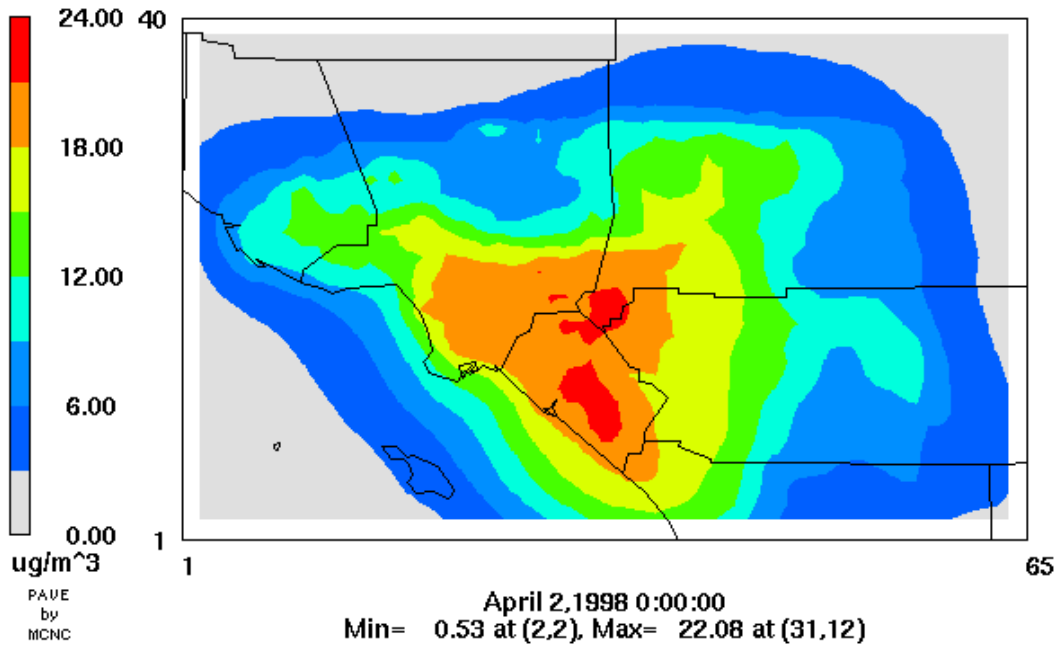 24.00
40
18.00
12.00
6.00
0.00
1
ug/m^3
1
65
PAVE
by
MCNC
April 2,1998 0:00:00
Min= 0.53 at (2,2), Max= 22.08 at (31,12)